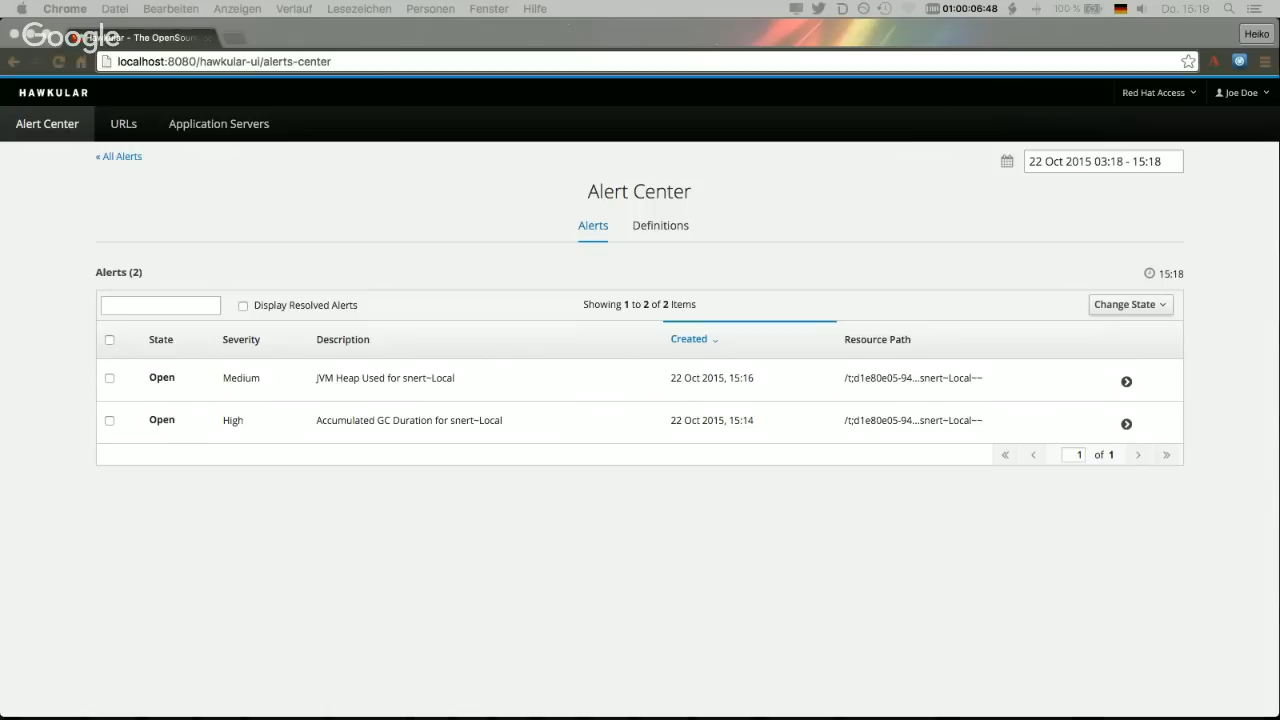 Chrome Datei Bearbeiten Anzeigen Verlauf Lesezeichen Personen Fenster Hilfe 01:00:06:48 100 % Do. 15.19
Google
Hawkular - The OpenSour
Heiko
localhost:8080/hawkular-ui/alerts-center
HAWKULAR Red Hat Access Joe Doe
Alert Center URLs Application Servers
« All Alerts 22 Oct 2015 03:18 - 15:18
Alert Center
Alerts Definitions
Alerts (2) 15:18
Display Resolved Alerts Showing 1 to 2 of 2 Items Change State
State Severity Description Created Resource Path
Open Medium JVM Heap Used for snert~Local 22 Oct 2015, 15:16 /t;d1e80e05-94...snert~Local~~
Open High Accumulated GC Duration for snert~Local 22 Oct 2015, 15:14 /t;d1e80e05-94...snert~Local~~
« ‹ 1 of 1 › »